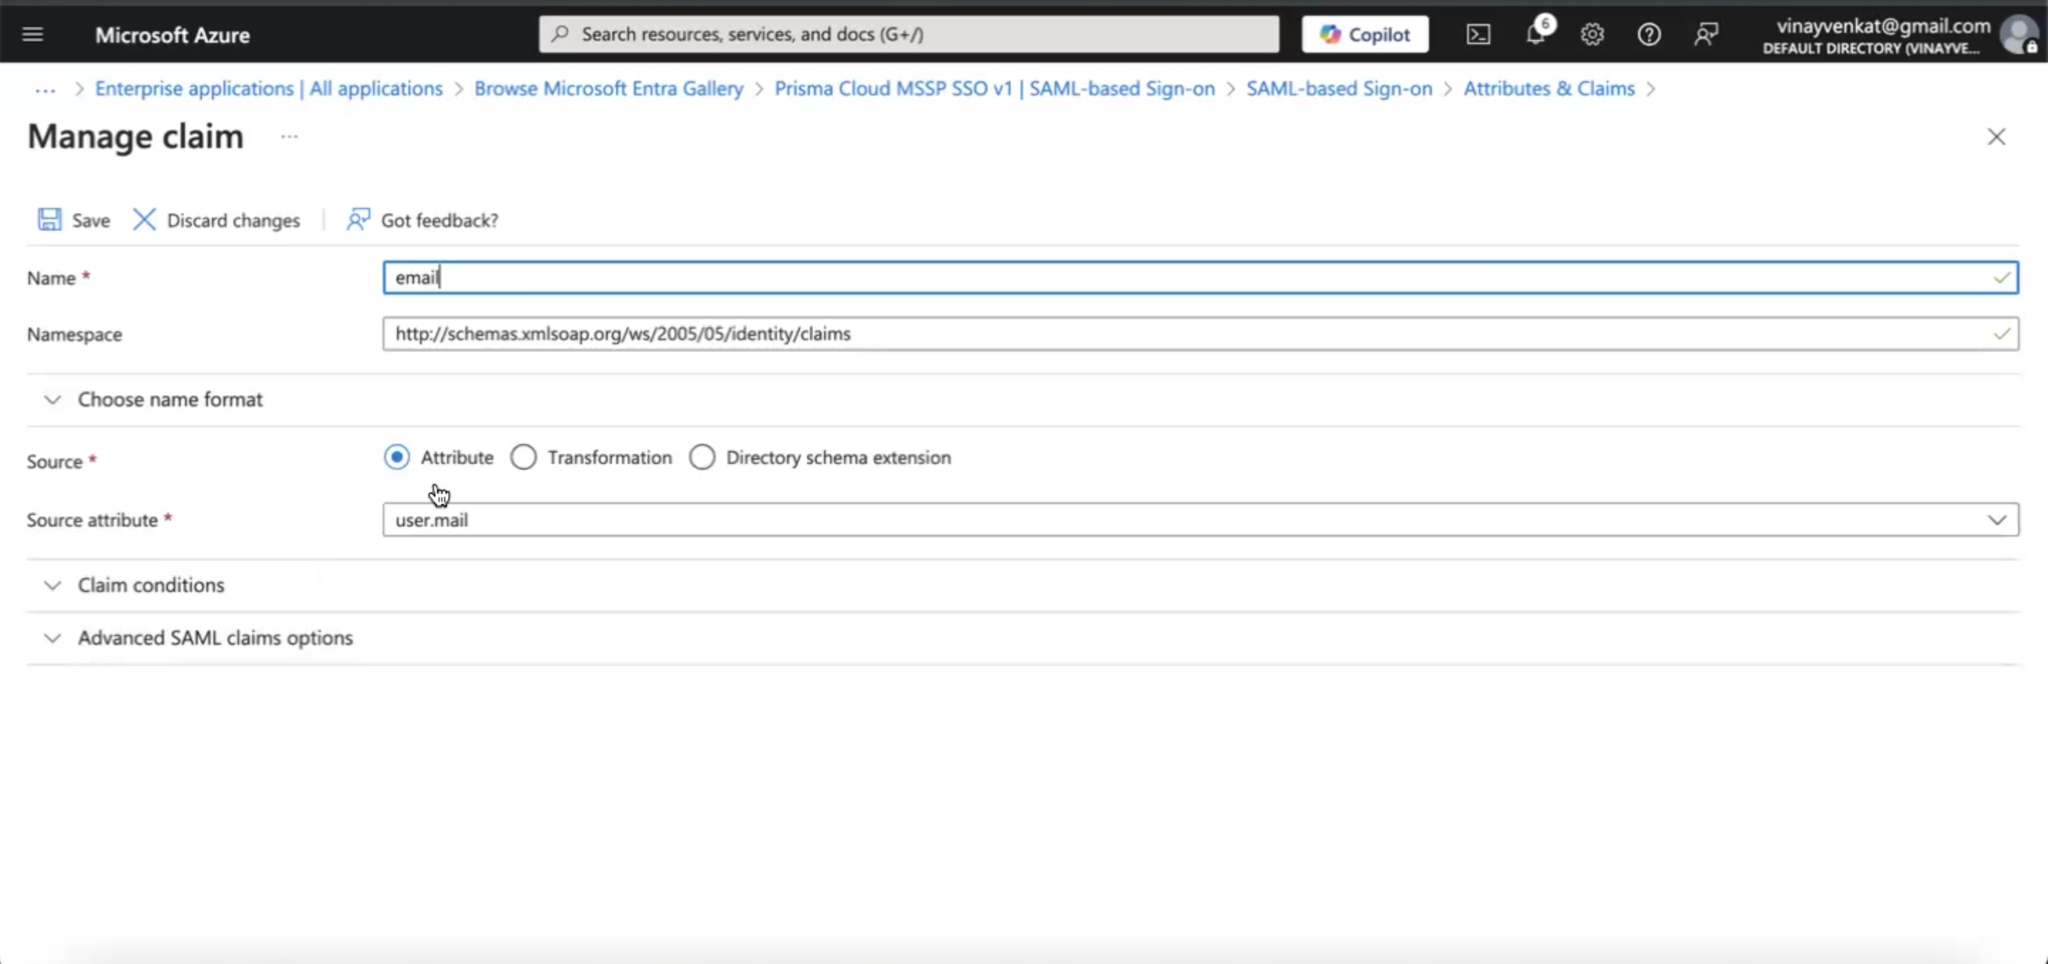 Microsoft Azure
Search resources, services, and docs (G+/)
Copilot
6
vinayvenkat@gmail.com
DEFAULT DIRECTORY (VINAYVE...
... > Enterprise applications | All applications > Browse Microsoft Entra Gallery > Prisma Cloud MSSP SSO v1 | SAML-based Sign-on > SAML-based Sign-on > Attributes & Claims >
Manage claim ...
Save Discard changes | Got feedback?
Name * email
Namespace http://schemas.xmlsoap.org/ws/2005/05/identity/claims
Choose name format
Source * Attribute Transformation Directory schema extension
Source attribute * user.mail
Claim conditions
Advanced SAML claims options